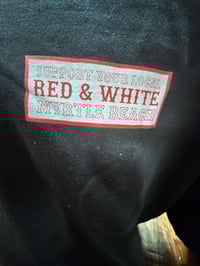 SUPPORT YOUR LOCAL
RED & WHITE
MYRTLE BEACH